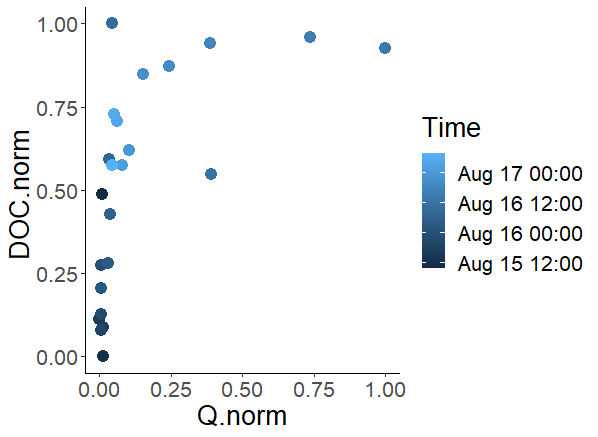 1.00
0.75
0.50
0.25
0.00
DOC.norm
0.00 0.25 0.50 0.75 1.00
Q.norm
Time
Aug 17 00:00
Aug 16 12:00
Aug 16 00:00
Aug 15 12:00